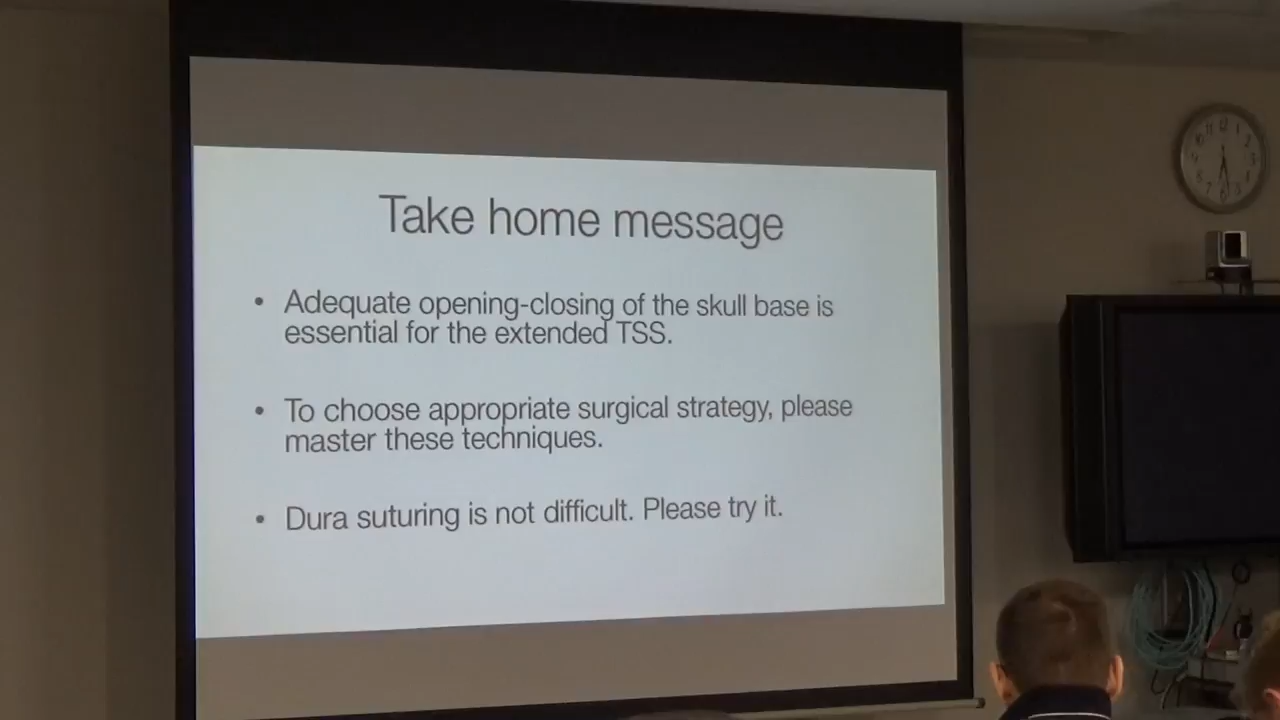 Take home message
• Adequate opening-closing of the skull base is
essential for the extended TSS.
• To choose appropriate surgical strategy, please
master these techniques.
• Dura suturing is not difficult. Please try it.